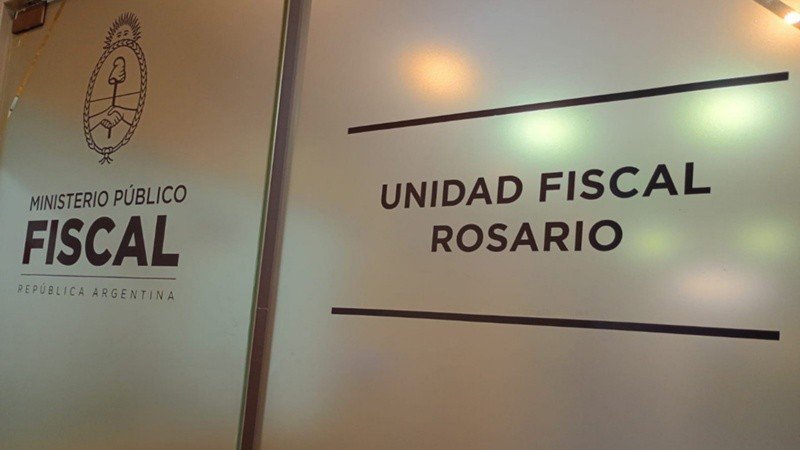 MINISTERIO PÚBLICO
FISCAL
REPÚBLICA ARGENTINA
UNIDAD FISCAL
ROSARIO